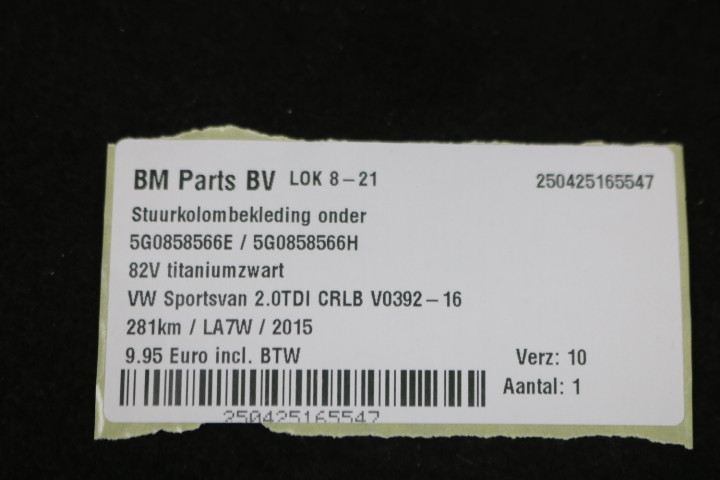 BM Parts BV LOK 8-21 250425165547
Stuurkolombekleding onder
5G0858566E / 5G0858566H
82V titaniumzwart
VW Sportsvan 2.0TDI CRLB V0392-16
281km / LA7W / 2015
9.95 Euro incl. BTW Verz: 10
Aantal: 1
250425165547